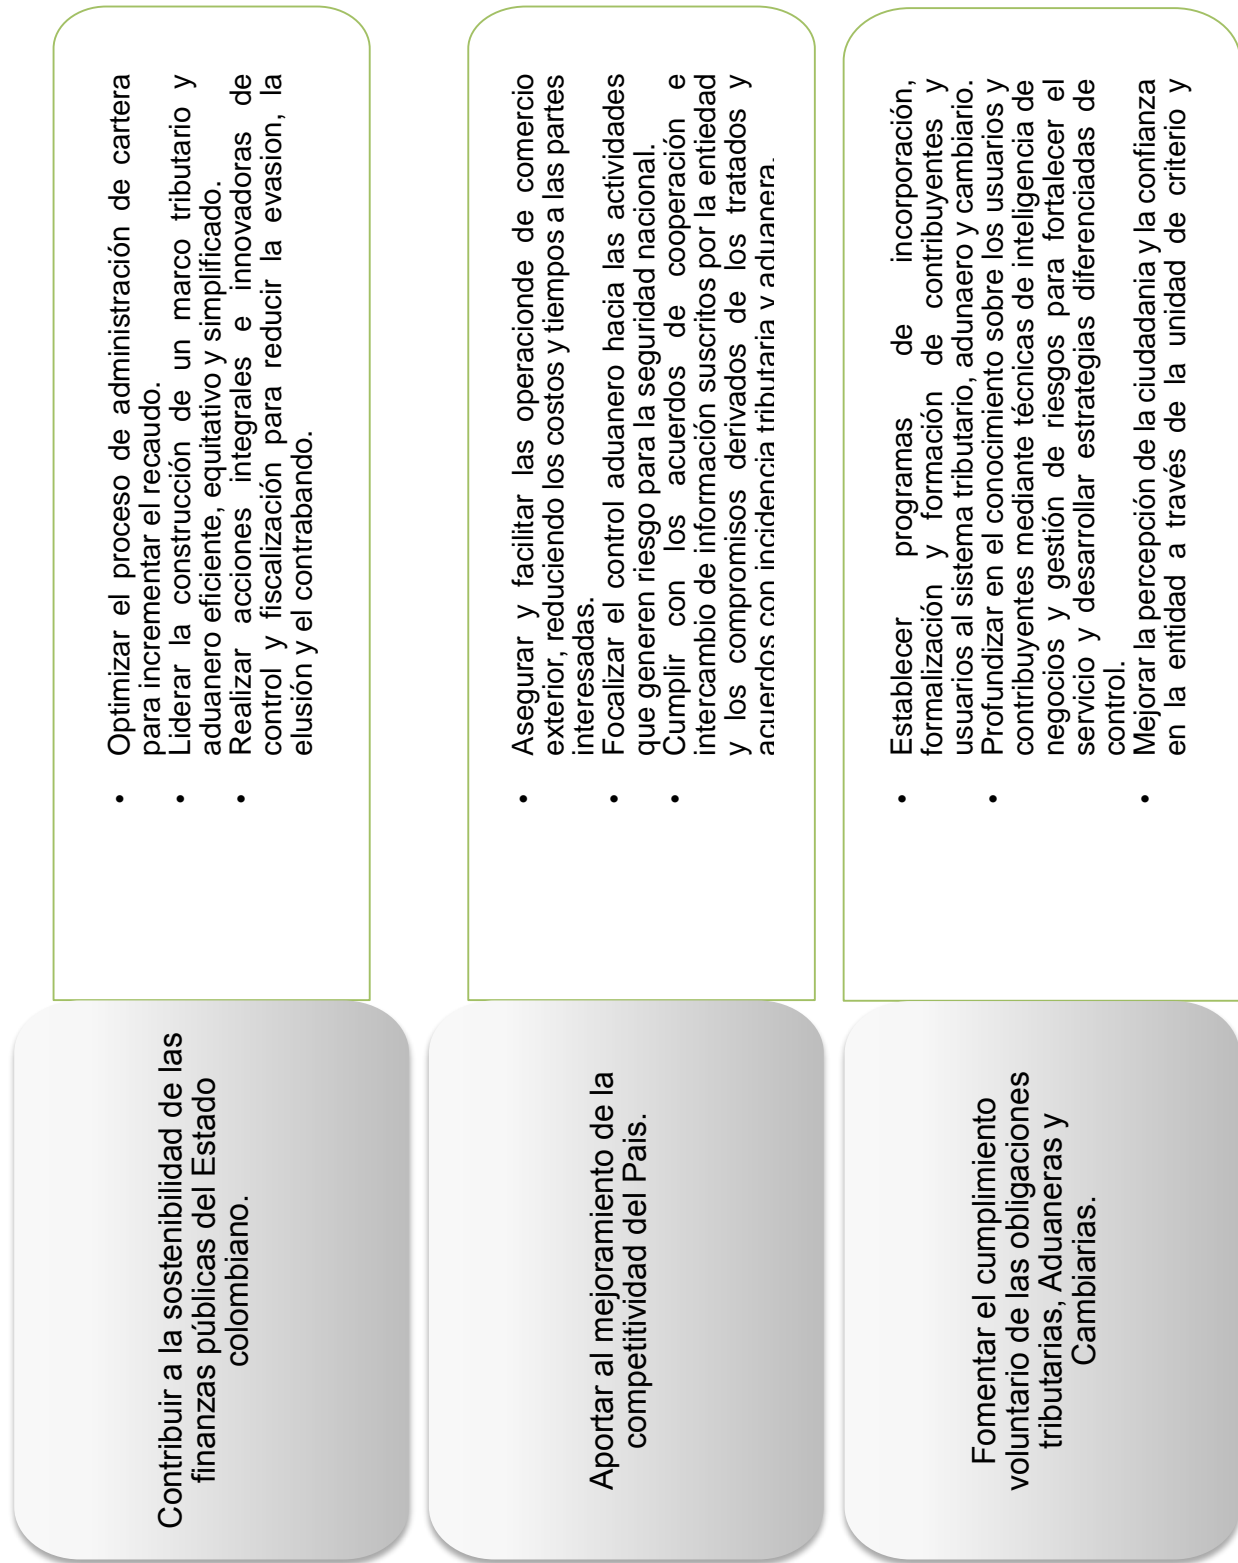 Contribuir a la sostenibilidad de las
finanzas públicas del Estado
colombiano.
• Optimizar el proceso de administración de cartera
para incrementar el recaudo.
• Liderar la construcción de un marco tributario y
aduanero eficiente, equitativo y simplificado.
• Realizar acciones integrales e innovadoras de
control y fiscalización para reducir la evasion, la
elusión y el contrabando.
Aportar al mejoramiento de la
competitividad del Pais.
• Asegurar y facilitar las operacionde de comercio
exterior, reduciendo los costos y tiempos a las partes
interesadas.
• Focalizar el control aduanero hacia las actividades
que generen riesgo para la seguridad nacional.
• Cumplir con los acuerdos de cooperación e
intercambio de información suscritos por la entiedad
y los compromisos derivados de los tratados y
acuerdos con incidencia tributaria y aduanera.
Fomentar el cumplimiento
voluntario de las obligaciones
tributarias, Aduaneras y
Cambiarias.
• Establecer programas de incorporación,
formalización y formación de contribuyentes y
usuarios al sistema tributario, adunaero y cambiario.
• Profundizar en el conocimiento sobre los usuarios y
contribuyentes mediante técnicas de inteligencia de
negocios y gestión de riesgos para fortalecer el
servicio y desarrollar estrategias diferenciadas de
control.
• Mejorar la percepción de la ciudadania y la confianza
en la entidad a través de la unidad de criterio y